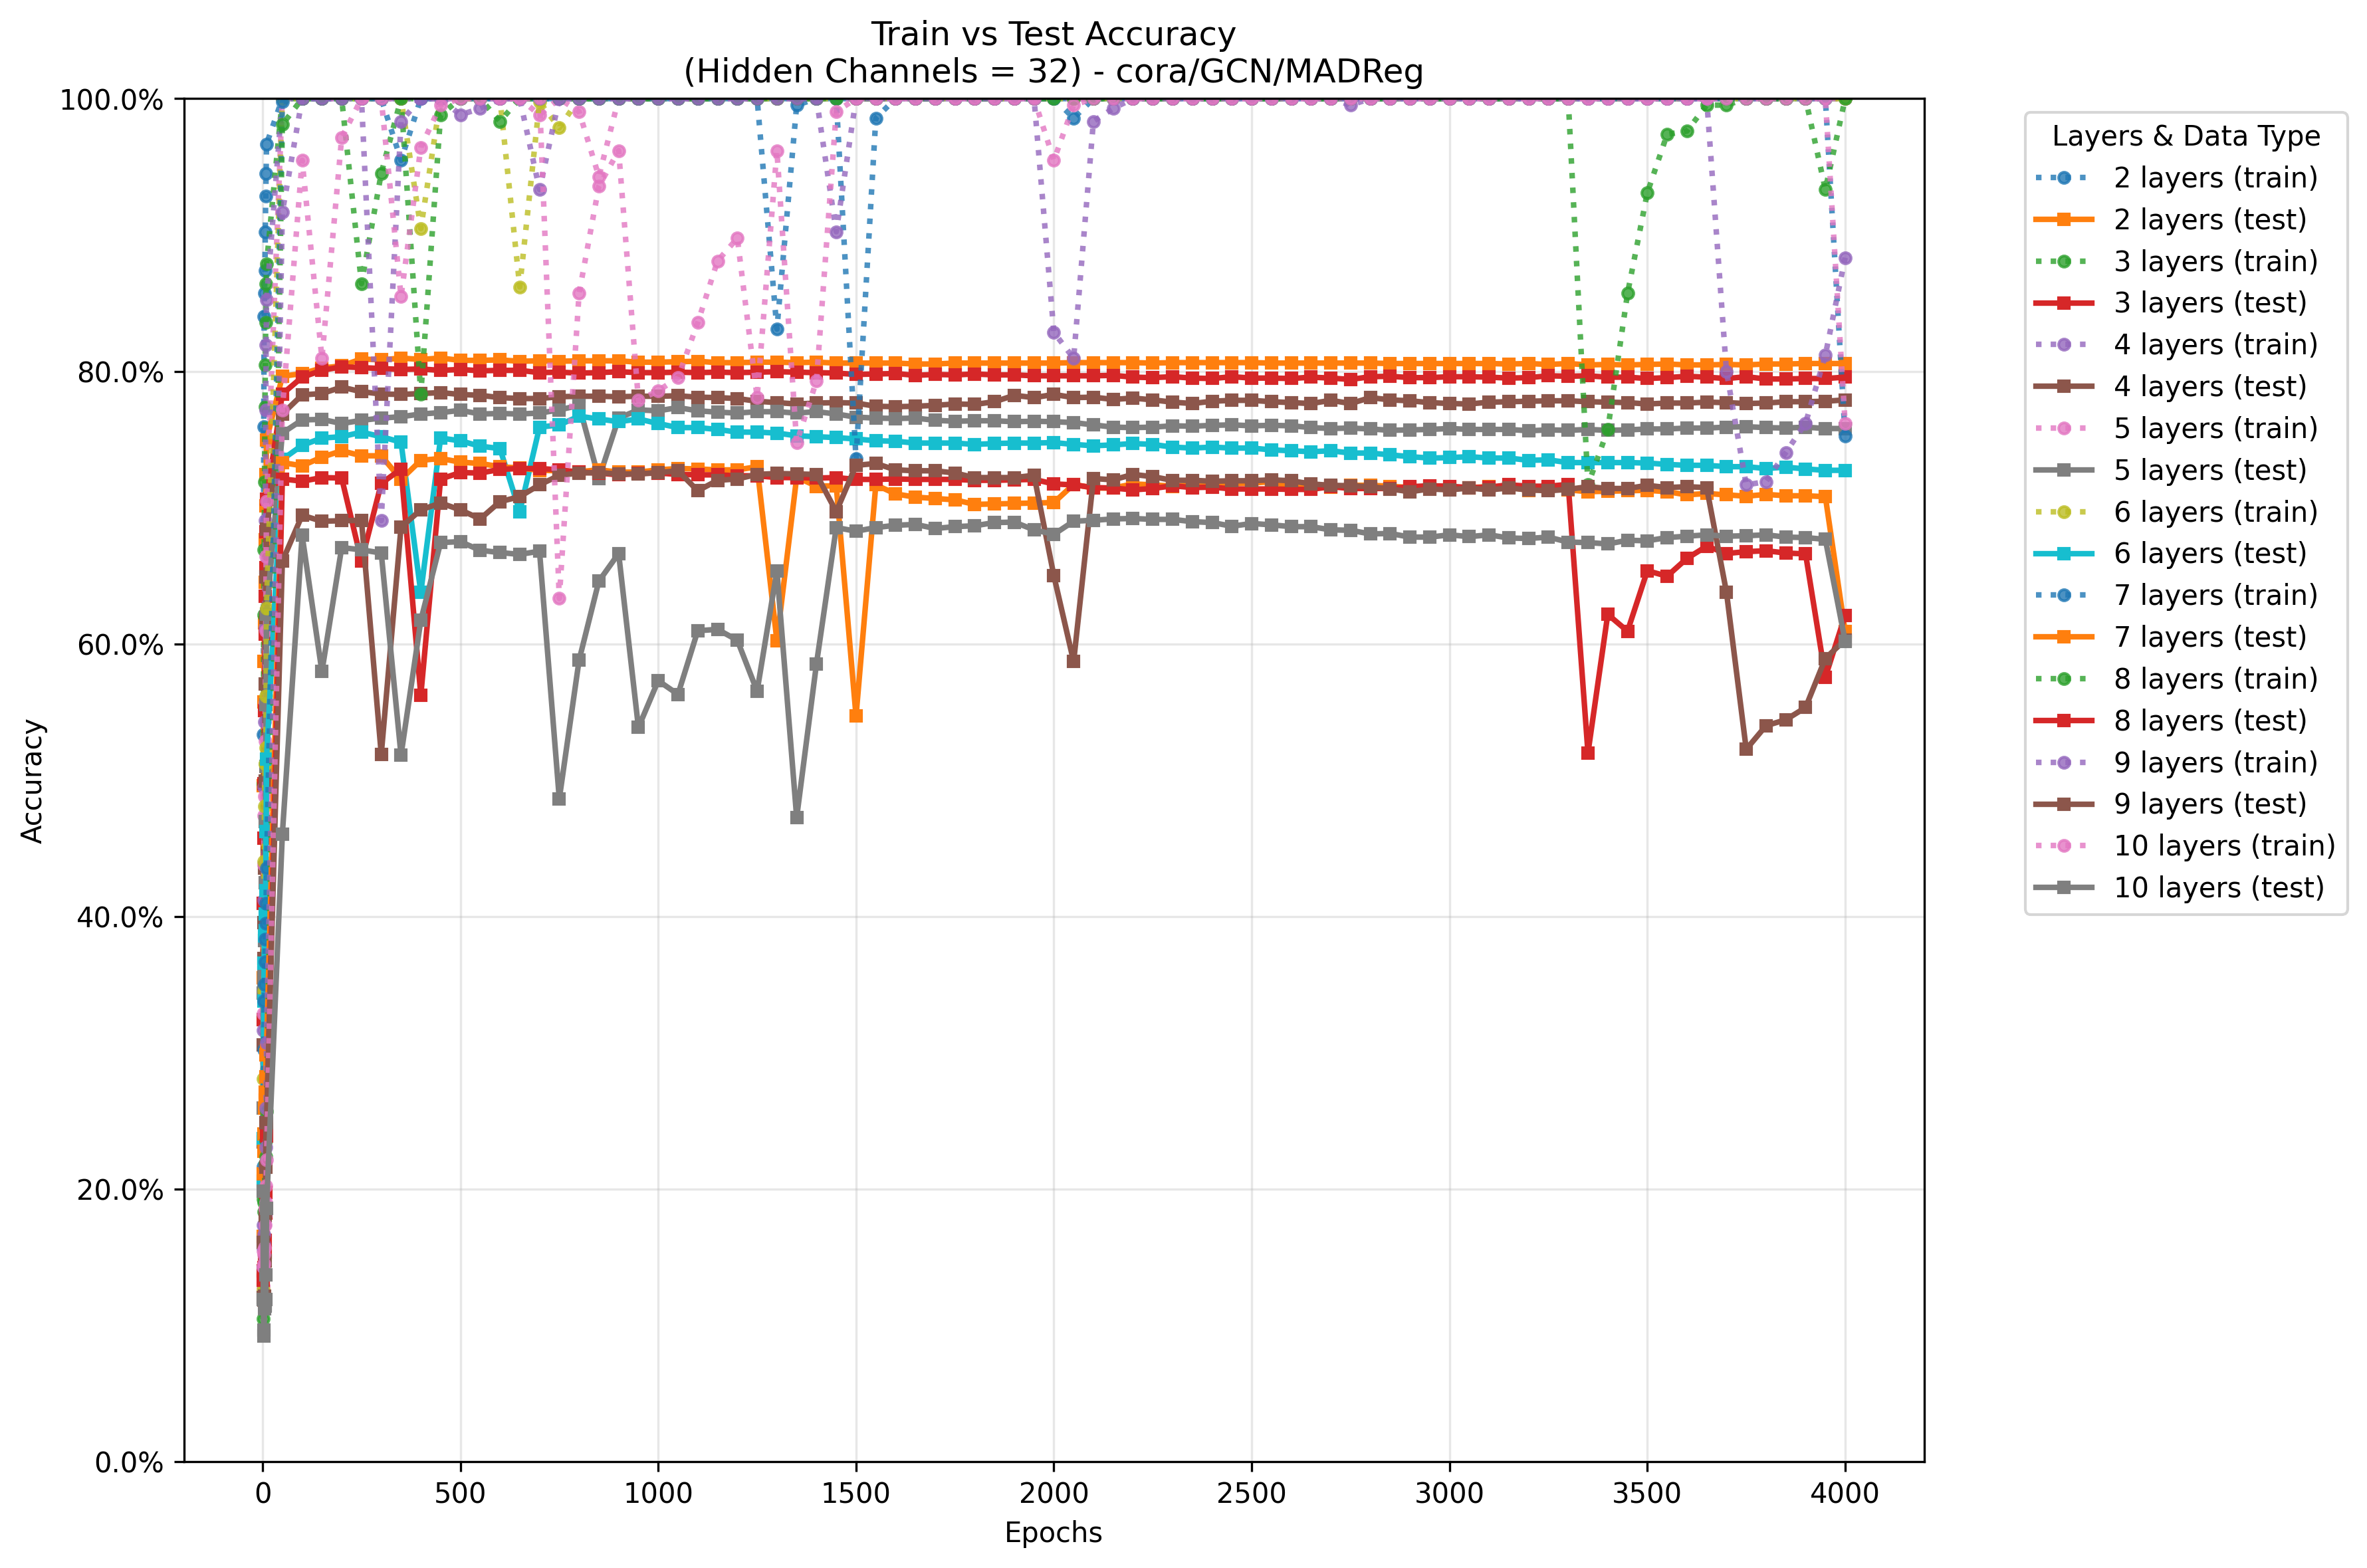 Train vs Test Accuracy
(Hidden Channels = 32) - cora/GCN/MADReg
100.0%
80.0%
60.0%
40.0%
20.0%
0.0%
Accuracy
0
500
1000
1500
2000
2500
3000
3500
4000
Epochs
Layers & Data Type
2 layers (train)
2 layers (test)
3 layers (train)
3 layers (test)
4 layers (train)
4 layers (test)
5 layers (train)
5 layers (test)
6 layers (train)
6 layers (test)
7 layers (train)
7 layers (test)
8 layers (train)
8 layers (test)
9 layers (train)
9 layers (test)
10 layers (train)
10 layers (test)